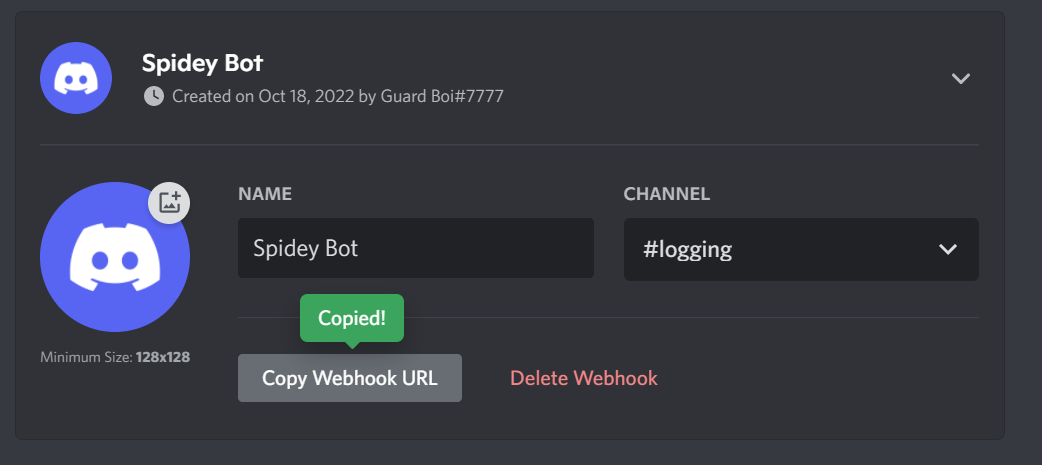 Spidey Bot
Created on Oct 18, 2022 by Guard Boi#7777
NAME
CHANNEL
Spidey Bot
#logging
Copied!
Minimum Size: 128x128
Copy Webhook URL
Delete Webhook